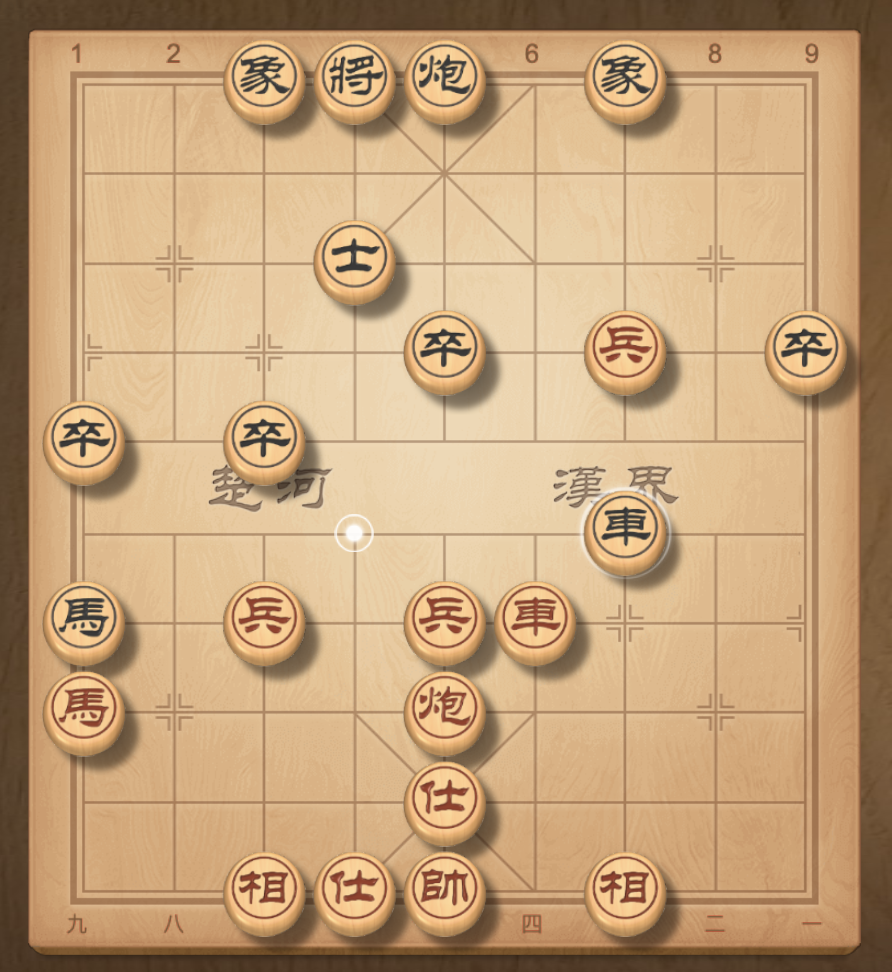 1 2 6 8 9
象 將 炮 象
士
卒 兵 卒
卒 卒
楚河 漢界
車
馬 兵 兵 車
馬 炮
仕
相 仕 帥 相
九 八 四 二 一